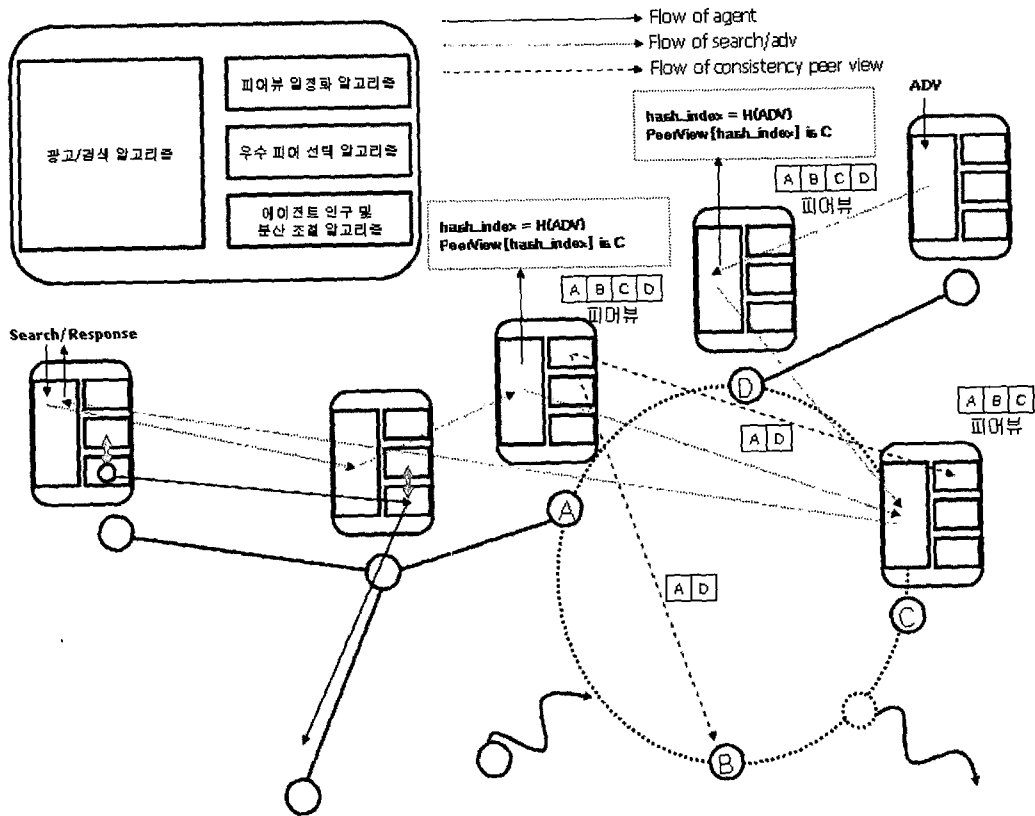 Flow of agent
Flow of search/adv
Flow of consistency peer view
광고/검색 알고리즘
피어뷰 일정화 알고리즘
우수 피어 선택 알고리즘
에이전트 인구 및
분산 조절 알고리즘
hash_index = H(ADV)
PeerView[hash_index] is C
ADV
A B C D
피어뷰
hash_index = H(ADV)
PeerView[hash_index] is C
A B C D
피어뷰
Search/Response
D
A B C
피어뷰
A D
A
A D
C
B